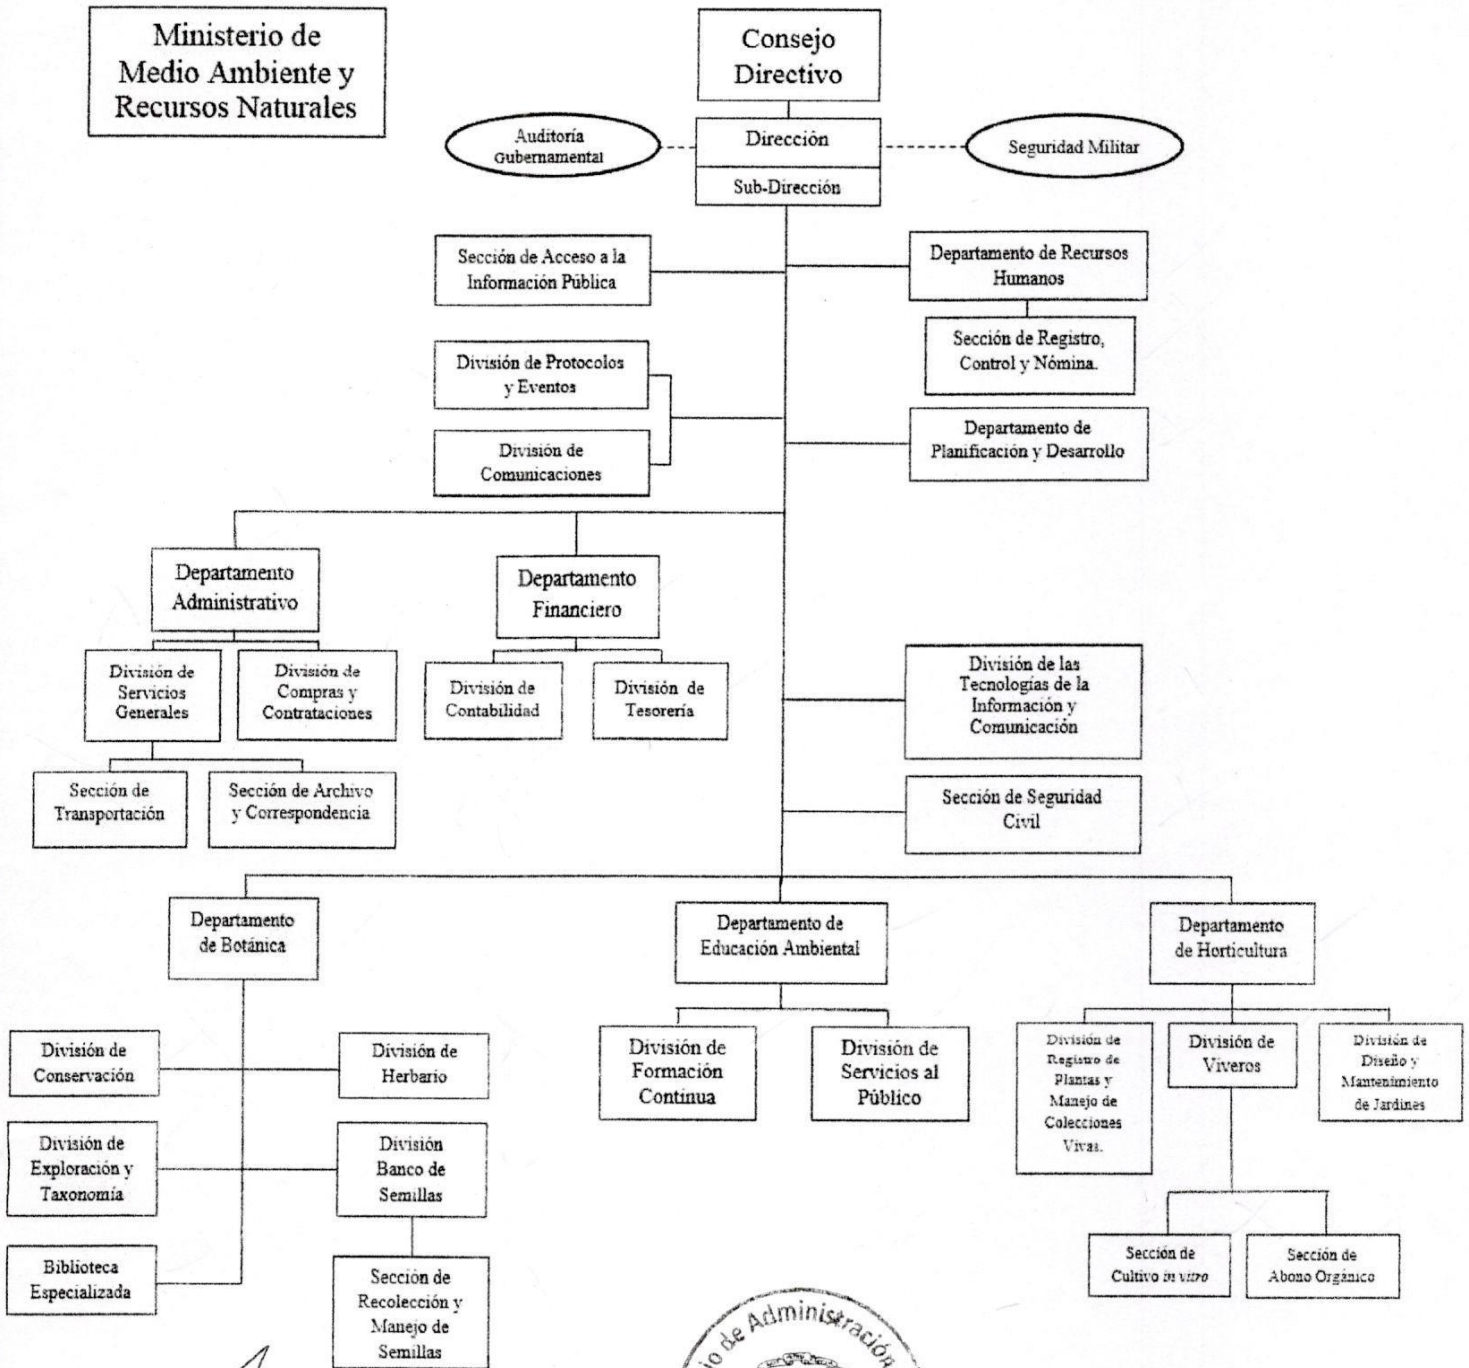 Ministerio de
Medio Ambiente y
Recursos Naturales
Consejo
Directivo
Auditoría
Gubernamental
Dirección
Sub-Dirección
Seguridad Militar
Sección de Acceso a la
Información Pública
Departamento de Recursos
Humanos
Sección de Registro,
Control y Nómina.
División de Protocolos
y Eventos
División de
Comunicaciones
Departamento de
Planificación y Desarrollo
Departamento
Administrativo
Departamento
Financiero
División de
Servicios
Generales
División de
Compras y
Contrataciones
División de
Contabilidad
División de
Tesorería
División de las
Tecnologías de la
Información y
Comunicación
Sección de
Transportación
Sección de Archivo
y Correspondencia
Sección de Seguridad
Civil
Departamento
de Botánica
Departamento de
Educación Ambiental
Departamento
de Horticultura
División de
Conservación
División de
Herbario
División de
Exploración y
Taxonomía
División
Banco de
Semillas
Biblioteca
Especializada
Sección de
Recolección y
Manejo de
Semillas
División de
Formación
Continua
División de
Servicios al
Público
División de
Registro de
Plantas y
Manejo de
Colecciones
Vivas.
División de
Viveros
División de
Diseño y
Mantenimiento
de Jardines
Sección de
Cultivo in vitro
Sección de
Abono Orgánico
de Administración